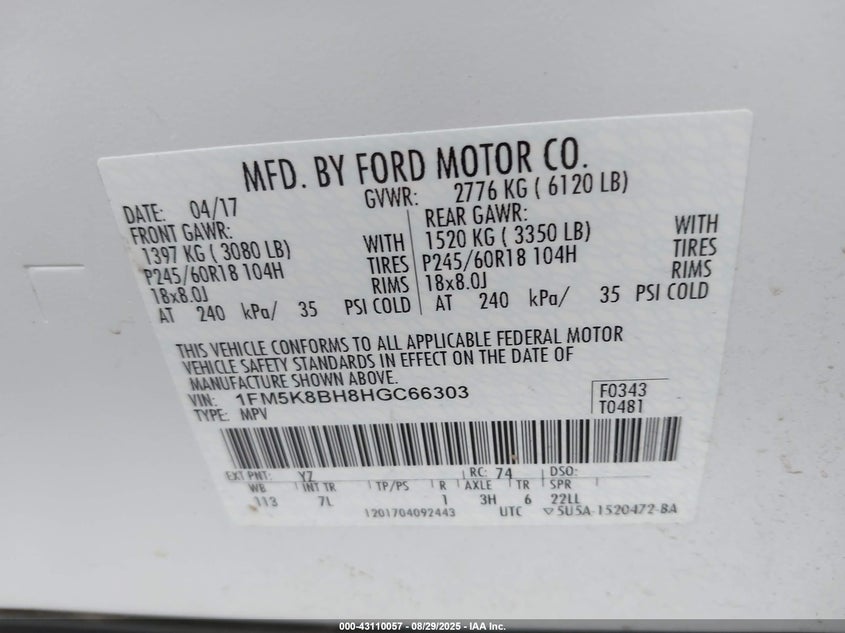 MFD. BY FORD MOTOR CO.
DATE: 04/17 GVWR: 2776 KG ( 6120 LB)
FRONT GAWR: REAR GAWR:
1397 KG ( 3080 LB) WITH 1520 KG ( 3350 LB) WITH
P245/60R18 104H TIRES P245/60R18 104H TIRES
18x8.0J RIMS 18x8.0J RIMS
AT 240 kPa/ 35 PSI COLD AT 240 kPa/ 35 PSI COLD
THIS VEHICLE CONFORMS TO ALL APPLICABLE FEDERAL MOTOR
VEHICLE SAFETY STANDARDS IN EFFECT ON THE DATE OF
MANUFACTURE SHOWN ABOVE.
VIN: 1FM5K8BH8HGC66303 F0343
TYPE: MPV T0481
EXT PNT: YZ RC: 74 DSO:
WB INT TR TP/PS R AXLE TR SPR
113 7L 1 3H 6 22LL
1201704092443 UTC ▽5U5A-1520472-BA
000-43110057 - 08/29/2025 - IAA Inc.